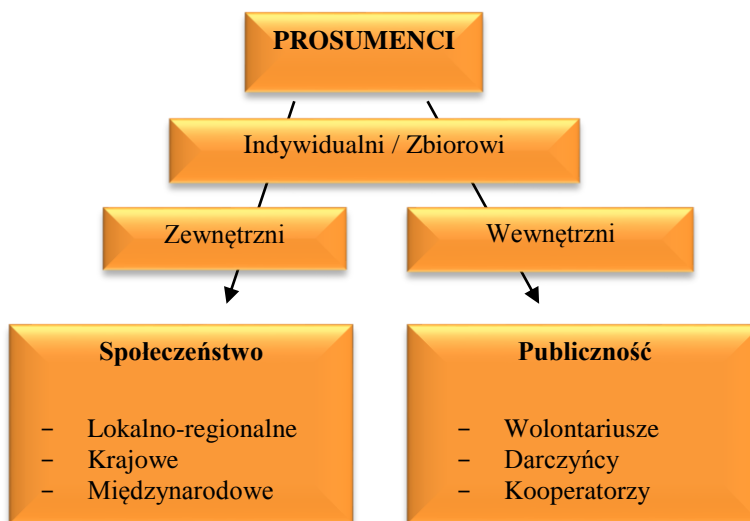 PROSUMENCI
Indywidualni / Zbiorowi
Zewnętrzni
Wewnętrzni
Społeczeństwo
- Lokalno-regionalne
- Krajowe
- Międzynarodowe
Publiczność
- Wolontariusze
- Darczyńcy
- Kooperatorzy